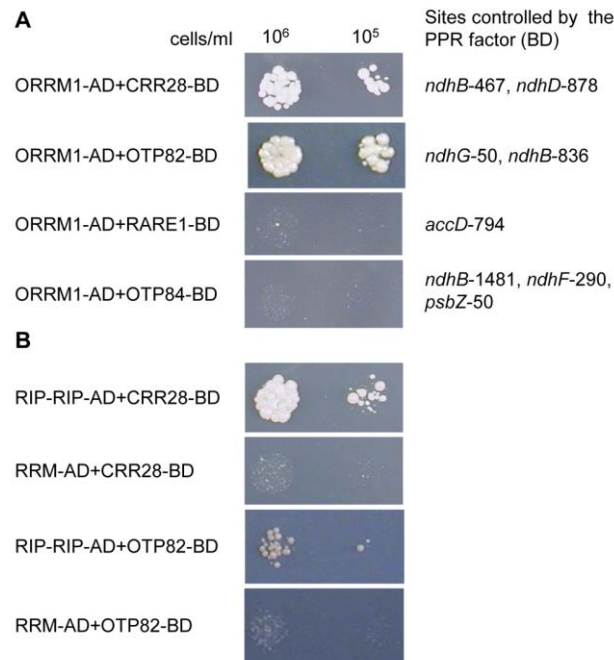 A
Sites controlled by the
cells/ml 10⁶ 10⁵ PPR factor (BD)
ORRM1-AD+CRR28-BD ndhB-467, ndhD-878
ORRM1-AD+OTP82-BD ndhG-50, ndhB-836
ORRM1-AD+RARE1-BD accD-794
ORRM1-AD+OTP84-BD ndhB-1481, ndhF-290,
psbZ-50
B
RIP-RIP-AD+CRR28-BD
RRM-AD+CRR28-BD
RIP-RIP-AD+OTP82-BD
RRM-AD+OTP82-BD